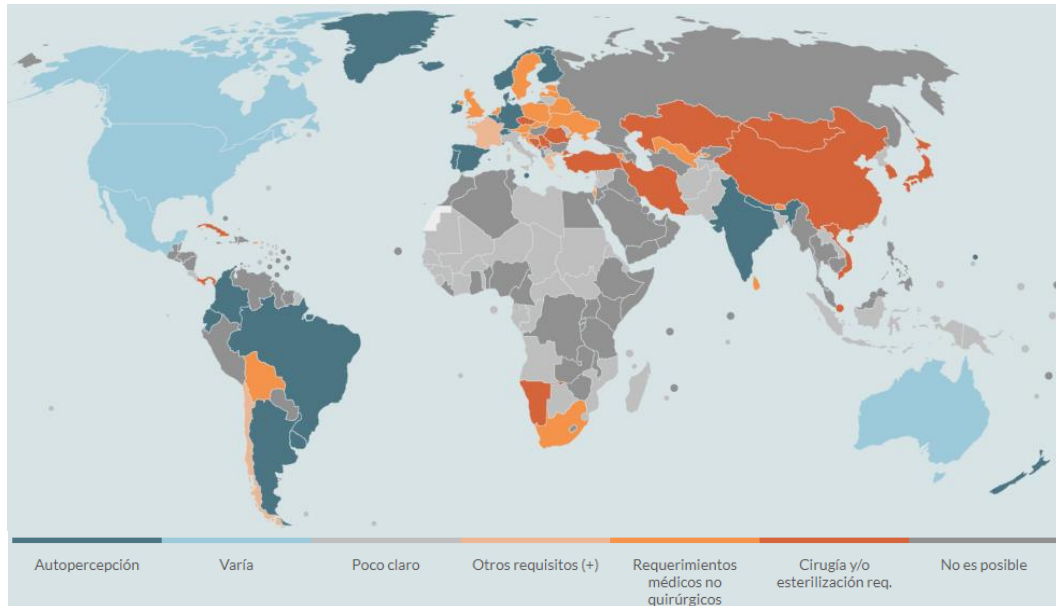 Autopercepción
Varía
Poco claro
Otros requisitos (+)
Requerimientos
médicos no
quirúrgicos
Cirugía y/o
esterilización req.
No es posible